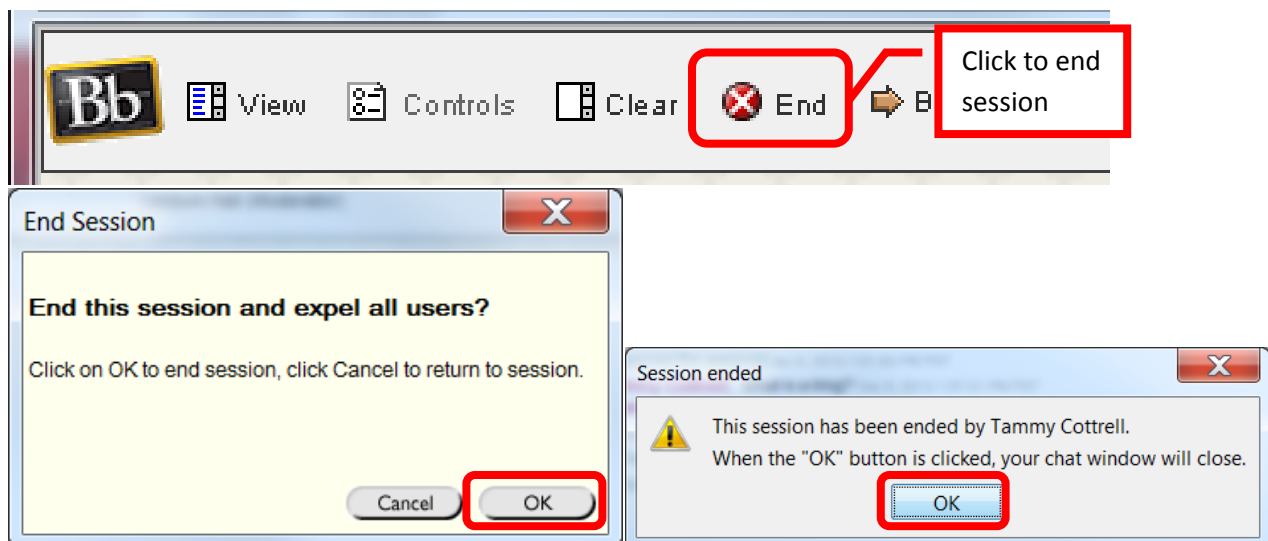 Bb
View
Controls
Clear
End
B
Click to end
session
End Session
End this session and expel all users?
Click on OK to end session, click Cancel to return to session.
Cancel
OK
Session ended
This session has been ended by Tammy Cottrell.
When the "OK" button is clicked, your chat window will close.
OK